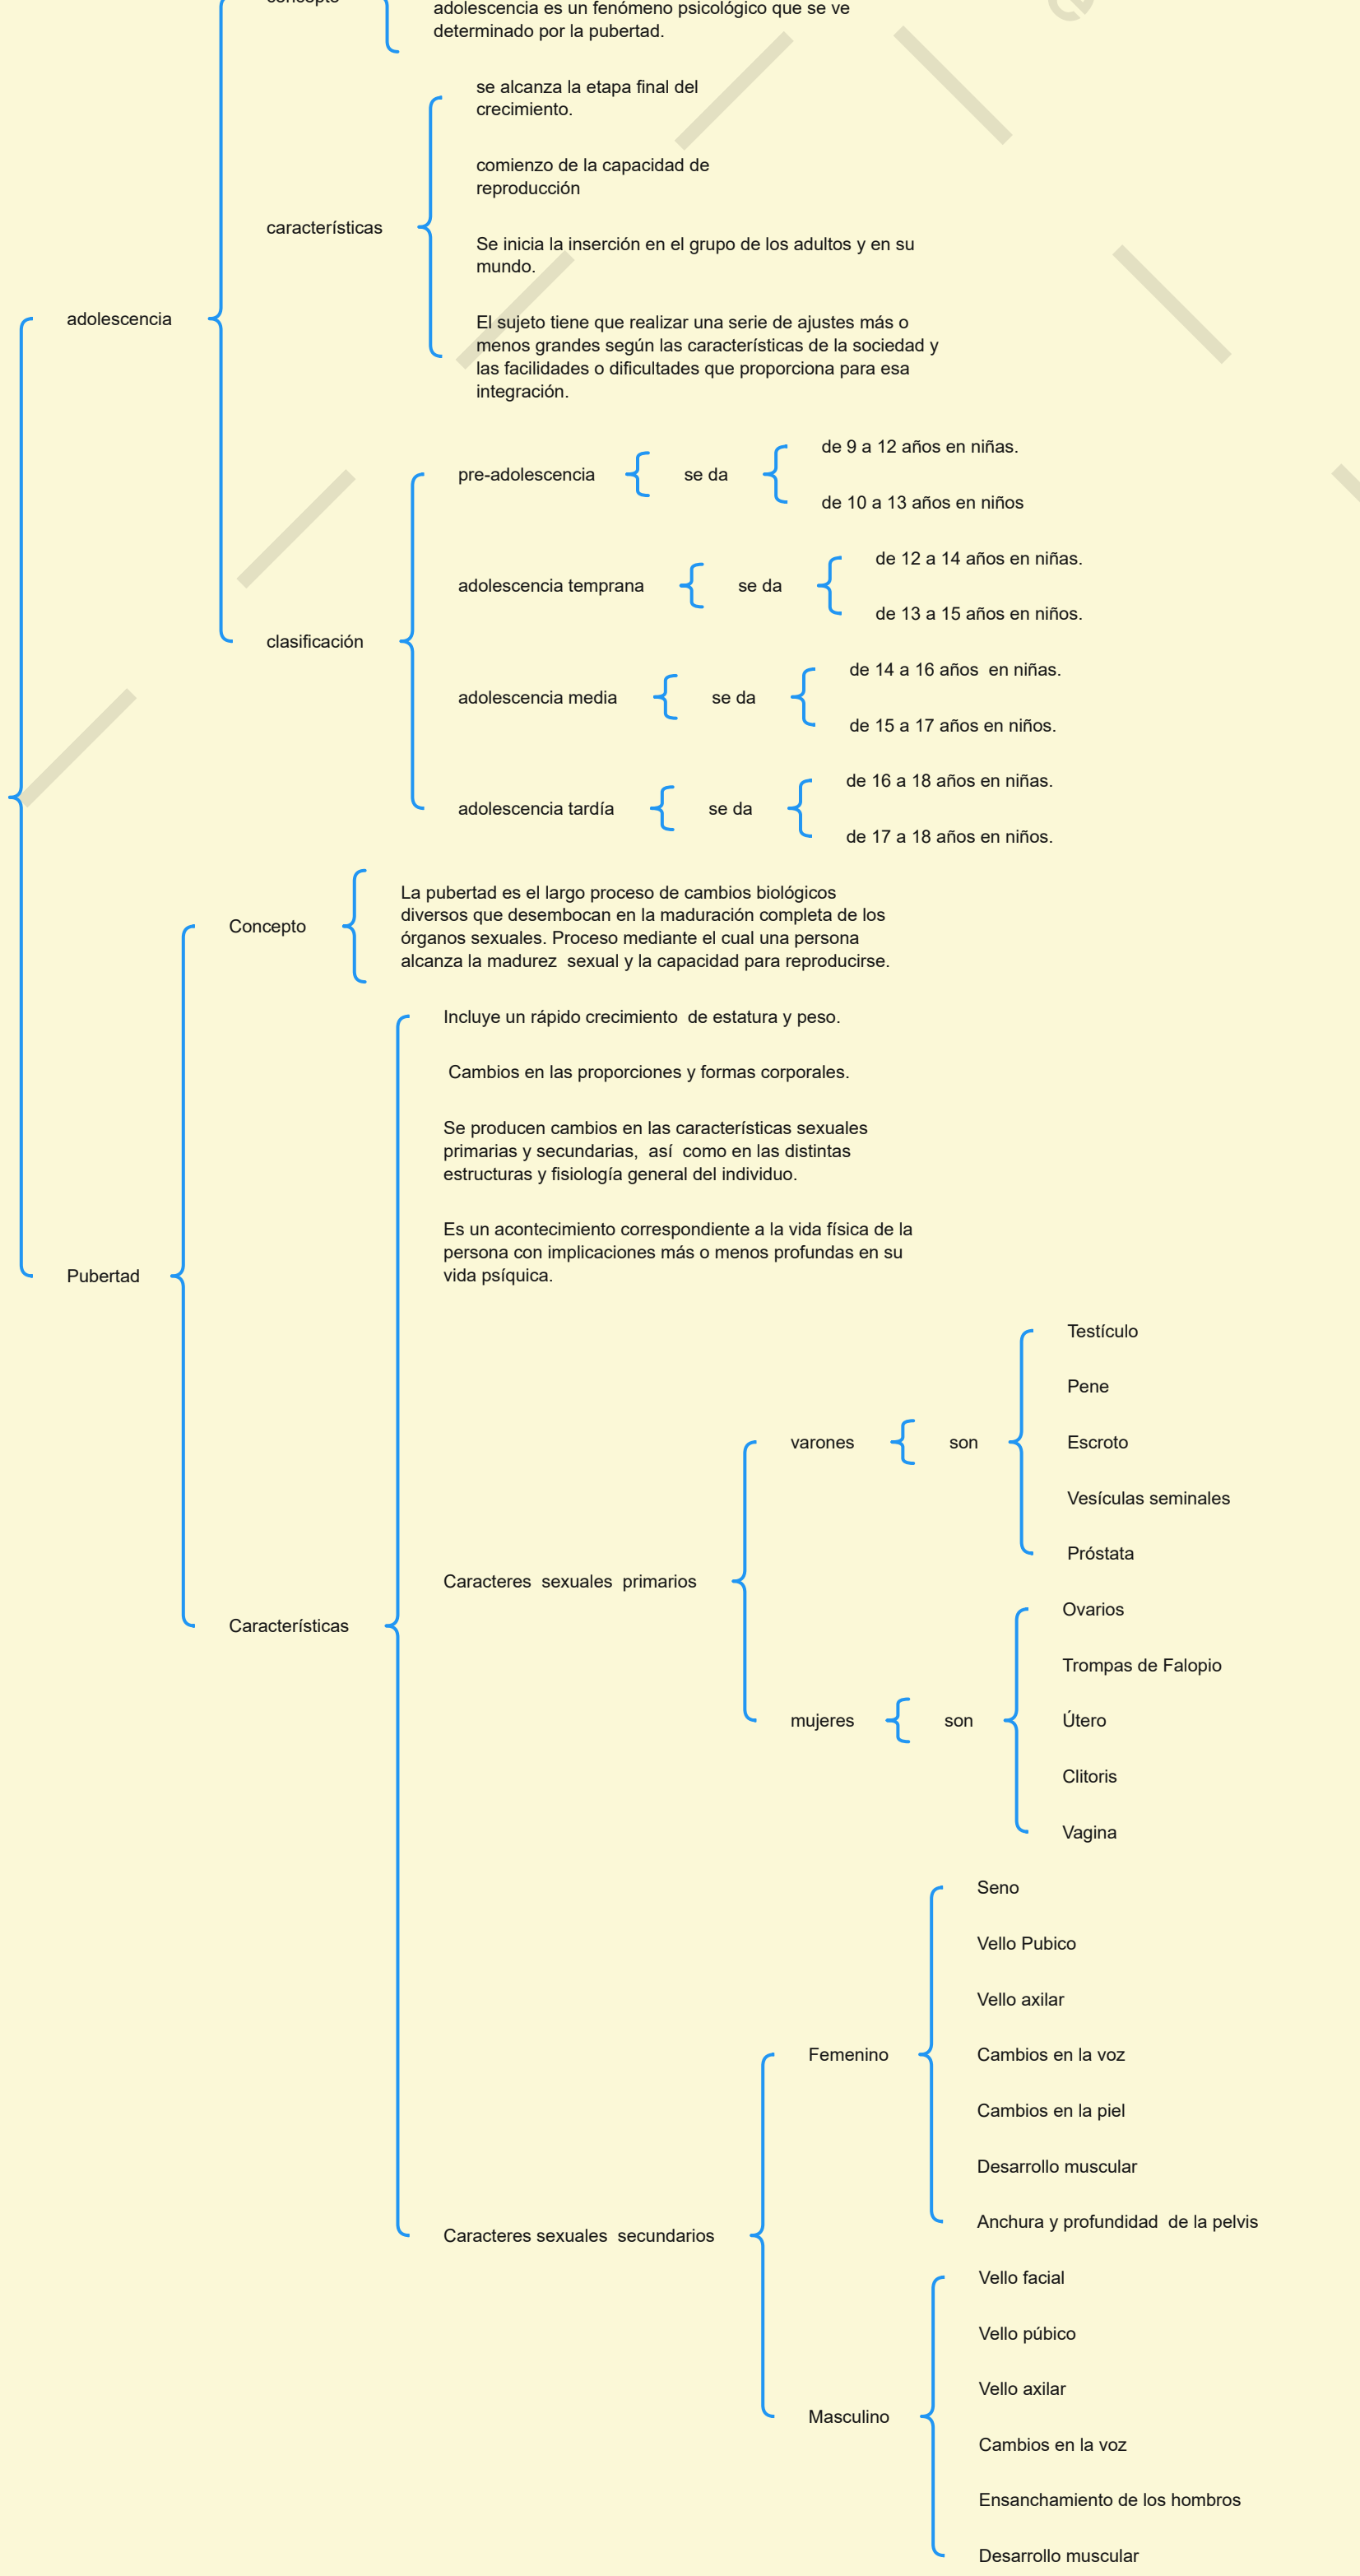 adolescencia es un fenómeno psicológico que se ve
determinado por la pubertad.
se alcanza la etapa final del
crecimiento.
comienzo de la capacidad de
reproducción
características
Se inicia la inserción en el grupo de los adultos y en su
mundo.
adolescencia
El sujeto tiene que realizar una serie de ajustes más o
menos grandes según las características de la sociedad y
las facilidades o dificultades que proporciona para esa
integración.
de 9 a 12 años en niñas.
pre-adolescencia se da
de 10 a 13 años en niños
de 12 a 14 años en niñas.
adolescencia temprana se da
de 13 a 15 años en niños.
clasificación
de 14 a 16 años  en niñas.
adolescencia media se da
de 15 a 17 años en niños.
de 16 a 18 años en niñas.
adolescencia tardía se da
de 17 a 18 años en niños.
Concepto
La pubertad es el largo proceso de cambios biológicos
diversos que desembocan en la maduración completa de los
órganos sexuales. Proceso mediante el cual una persona
alcanza la madurez  sexual y la capacidad para reproducirse.
Incluye un rápido crecimiento  de estatura y peso.
Cambios en las proporciones y formas corporales.
Se producen cambios en las características sexuales
primarias y secundarias,  así  como en las distintas
estructuras y fisiología general del individuo.
Es un acontecimiento correspondiente a la vida física de la
persona con implicaciones más o menos profundas en su
vida psíquica.
Pubertad
Testículo
Pene
varones son Escroto
Vesículas seminales
Próstata
Caracteres  sexuales  primarios
Ovarios
Características
Trompas de Falopio
mujeres son Útero
Clitoris
Vagina
Seno
Vello Pubico
Vello axilar
Femenino Cambios en la voz
Cambios en la piel
Desarrollo muscular
Anchura y profundidad  de la pelvis
Caracteres sexuales  secundarios
Vello facial
Vello púbico
Vello axilar
Masculino
Cambios en la voz
Ensanchamiento de los hombros
Desarrollo muscular